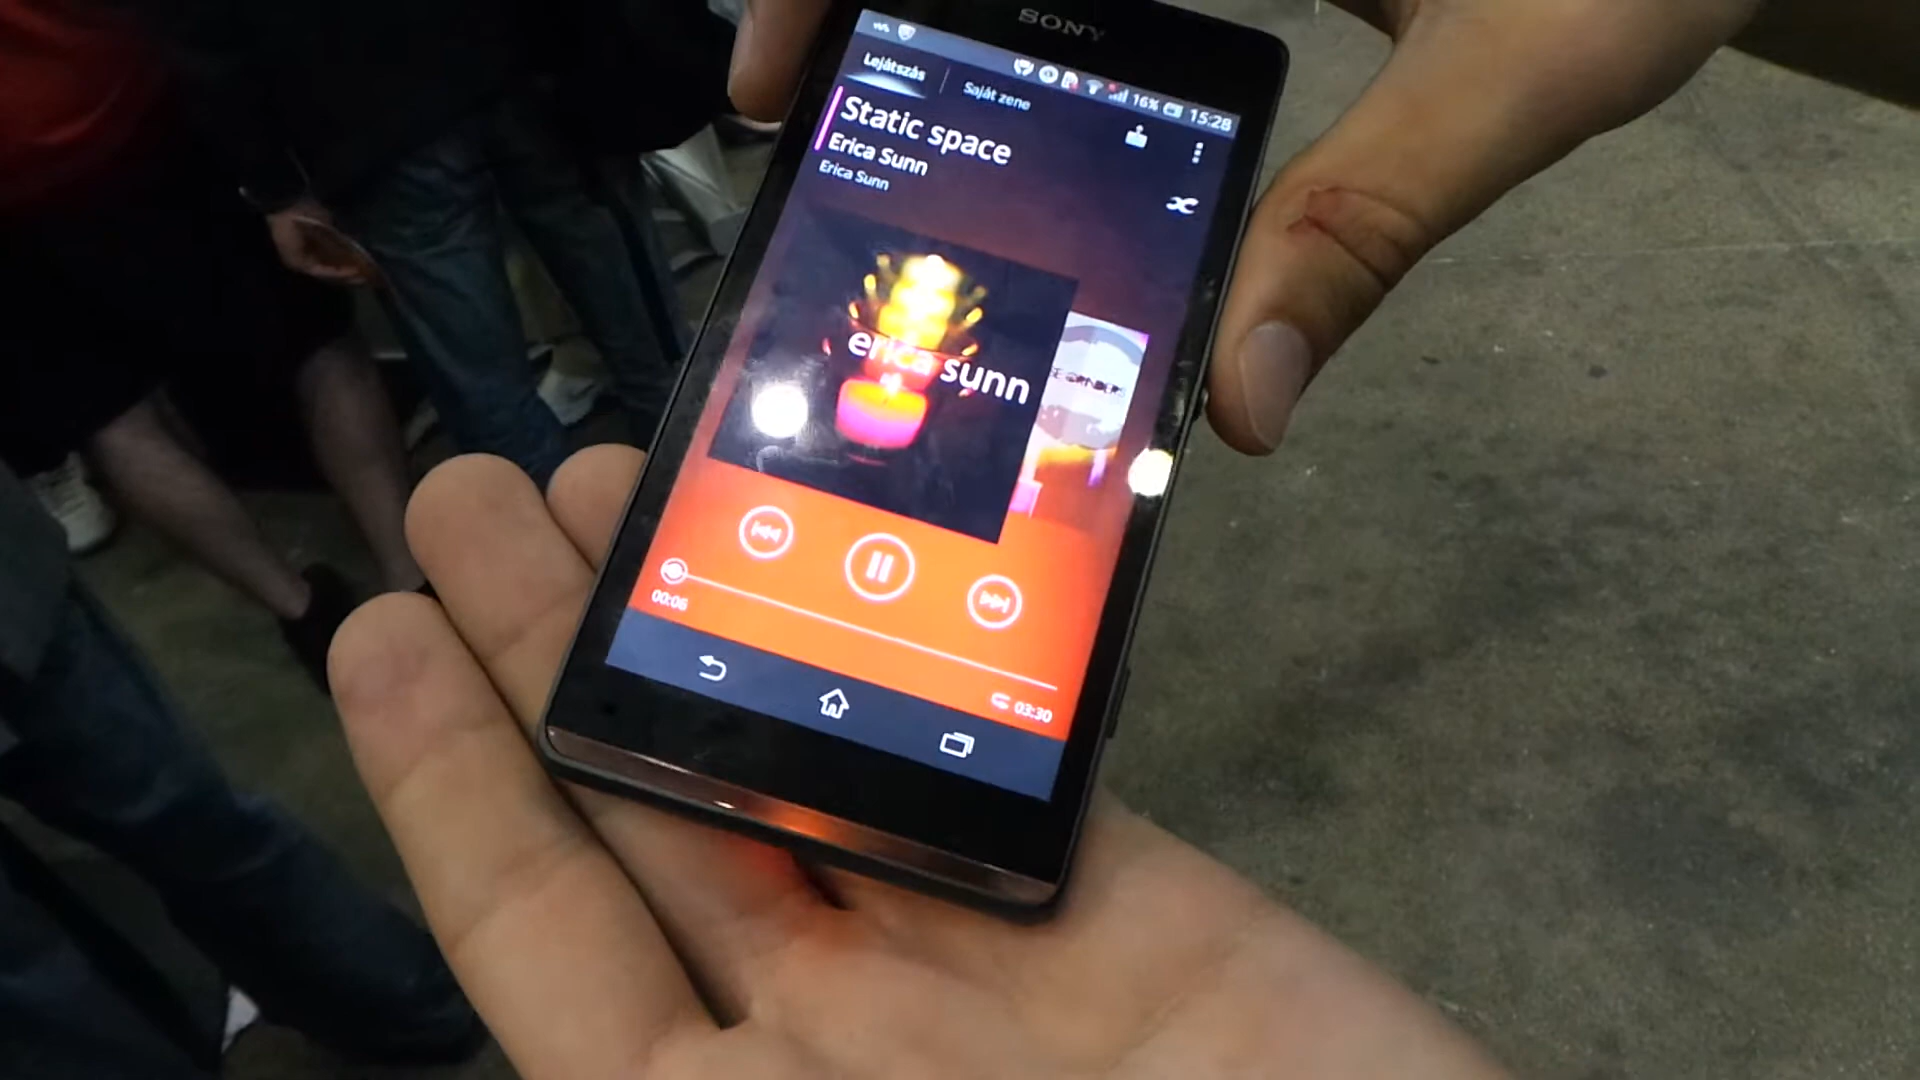 SONY
16% 15:28
Lejátszás Saját zene
Static space
Erica Sunn
Erica Sunn
erica sunn
00:06
03:30